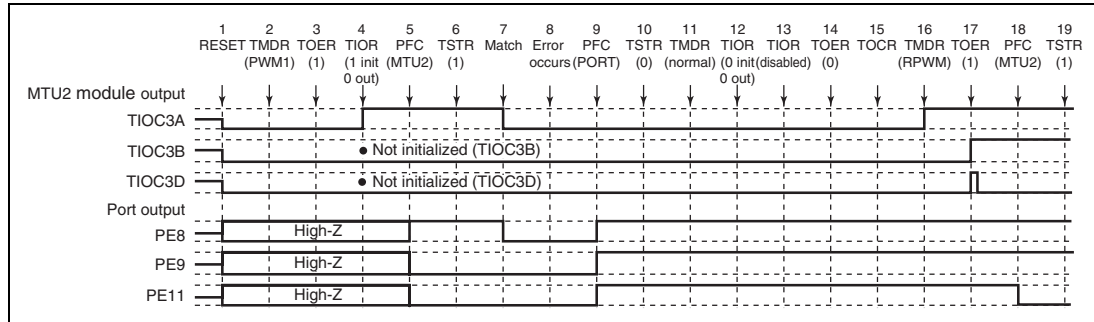 1 2 3 4 5 6 7 8 9 10 11 12 13 14 15 16 17 18 19
RESET TMDR TOER TIOR PFC TSTR Match Error PFC TSTR TMDR TIOR TIOR TOER TOCR TMDR TOER PFC TSTR
(PWM1) (1) (1 init (MTU2) (1) occurs (PORT) (0) (normal) (0 init (disabled) (0) (RPWM) (1) (MTU2) (1)
0 out) 0 out)
MTU2 module output
TIOC3A
TIOC3B • Not initialized (TIOC3B)
TIOC3D • Not initialized (TIOC3D)
Port output
PE8 High-Z
PE9 High-Z
PE11 High-Z